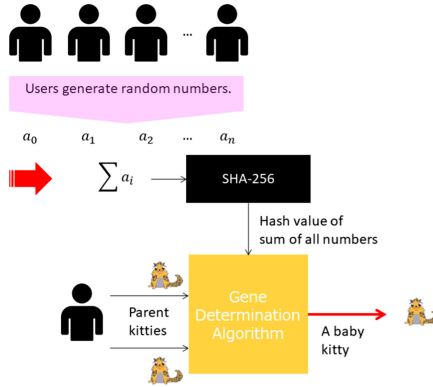 ...
Users generate random numbers.
a₀ a₁ a₂ ... aₙ
∑ aᵢ
SHA-256
Hash value of
sum of all numbers
Gene
Determination
Algorithm
Parent
kitties
A baby
kitty